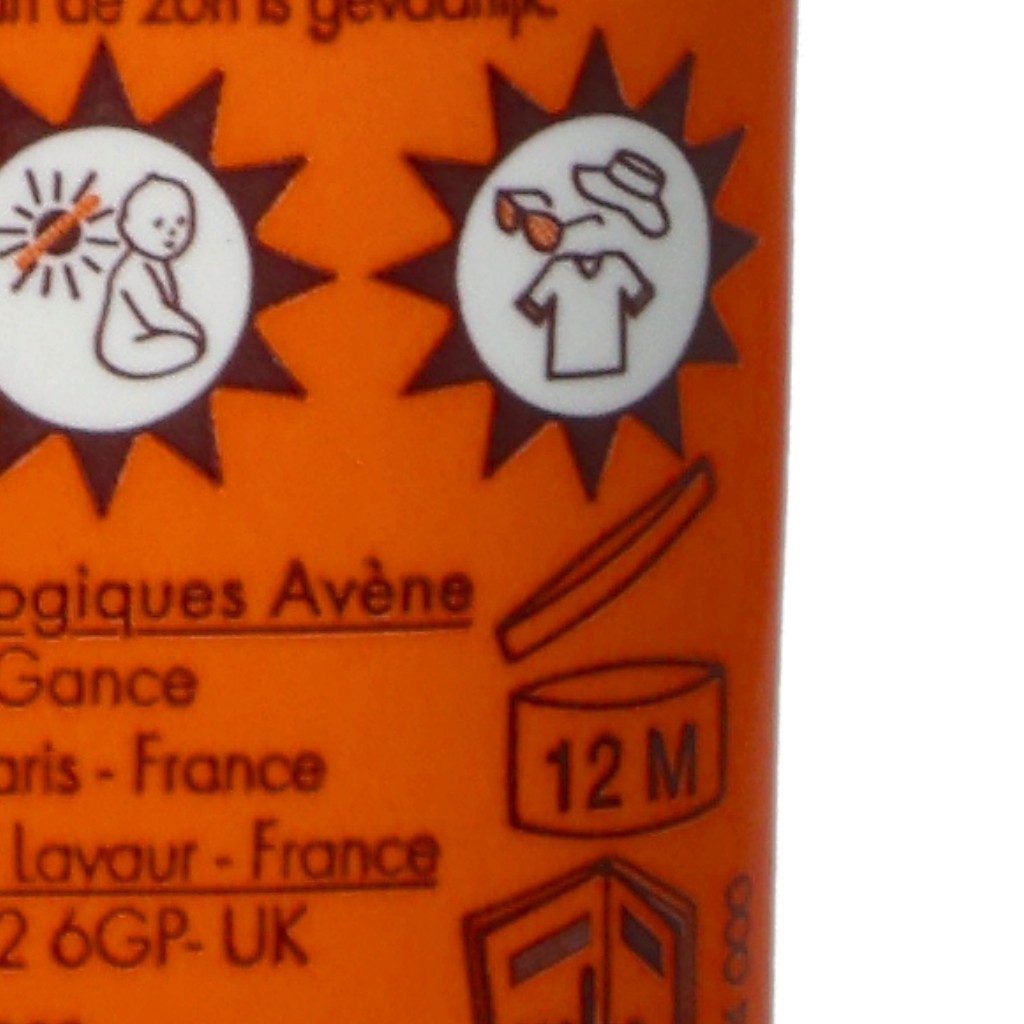 de zon is gevaarlijk.
ogiques Avène
Gance
aris - France
Lavaur - France
12 M
2 6GP- UK